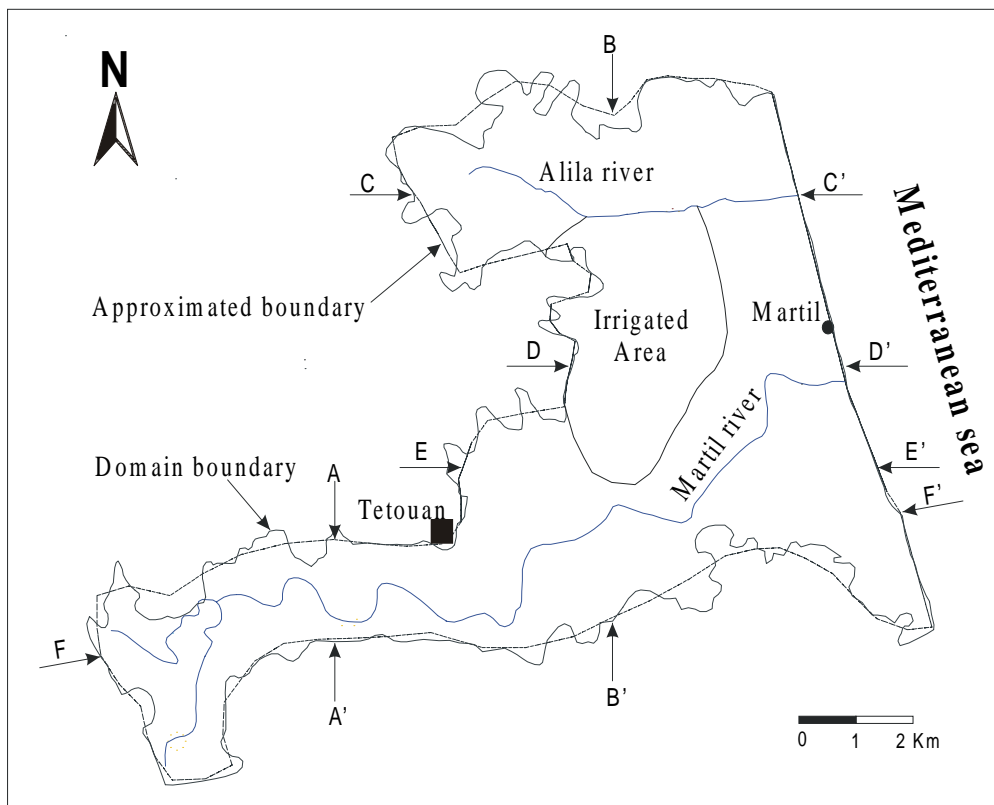 B
N
Alila river
C
C'
Mediterranean sea
Approximated boundary
Irrigated
Area
Martil
D
D'
Martil river
Domain boundary
A
E
E'
Tetouan
F'
F
A'
B'
0 1 2 Km